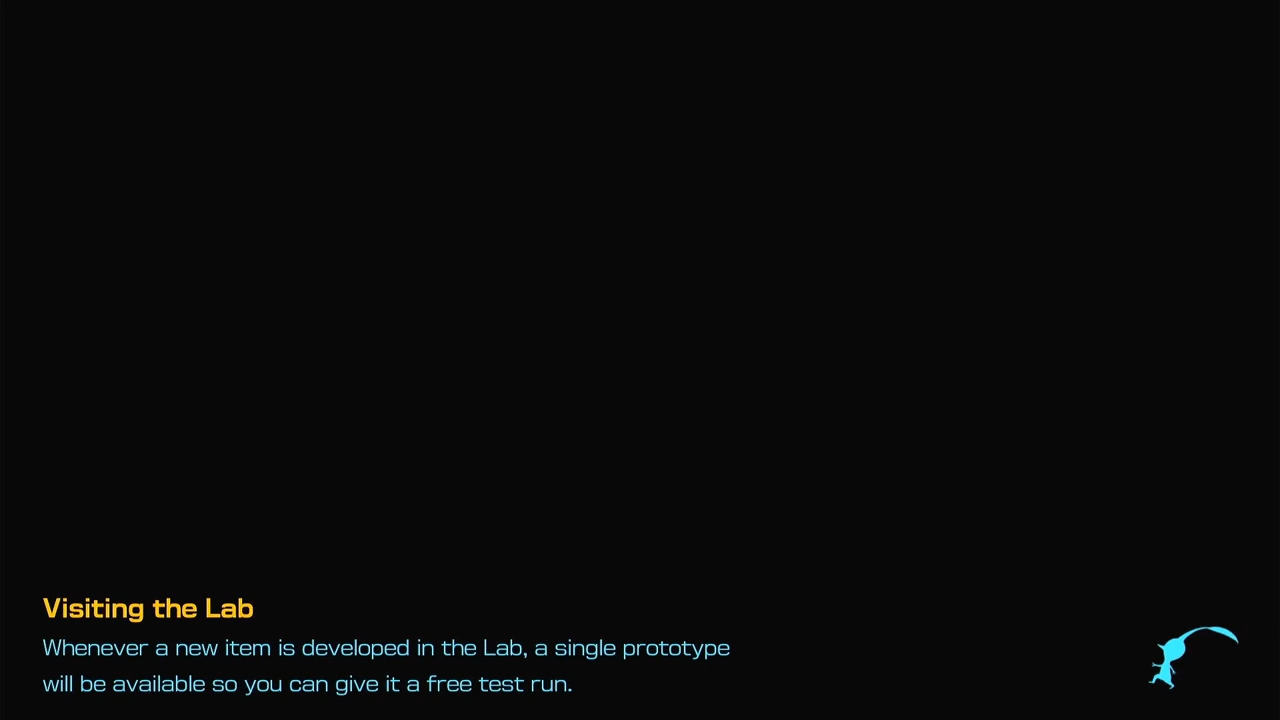 Visiting the Lab
Whenever a new item is developed in the Lab, a single prototype
will be available so you can give it a free test run.